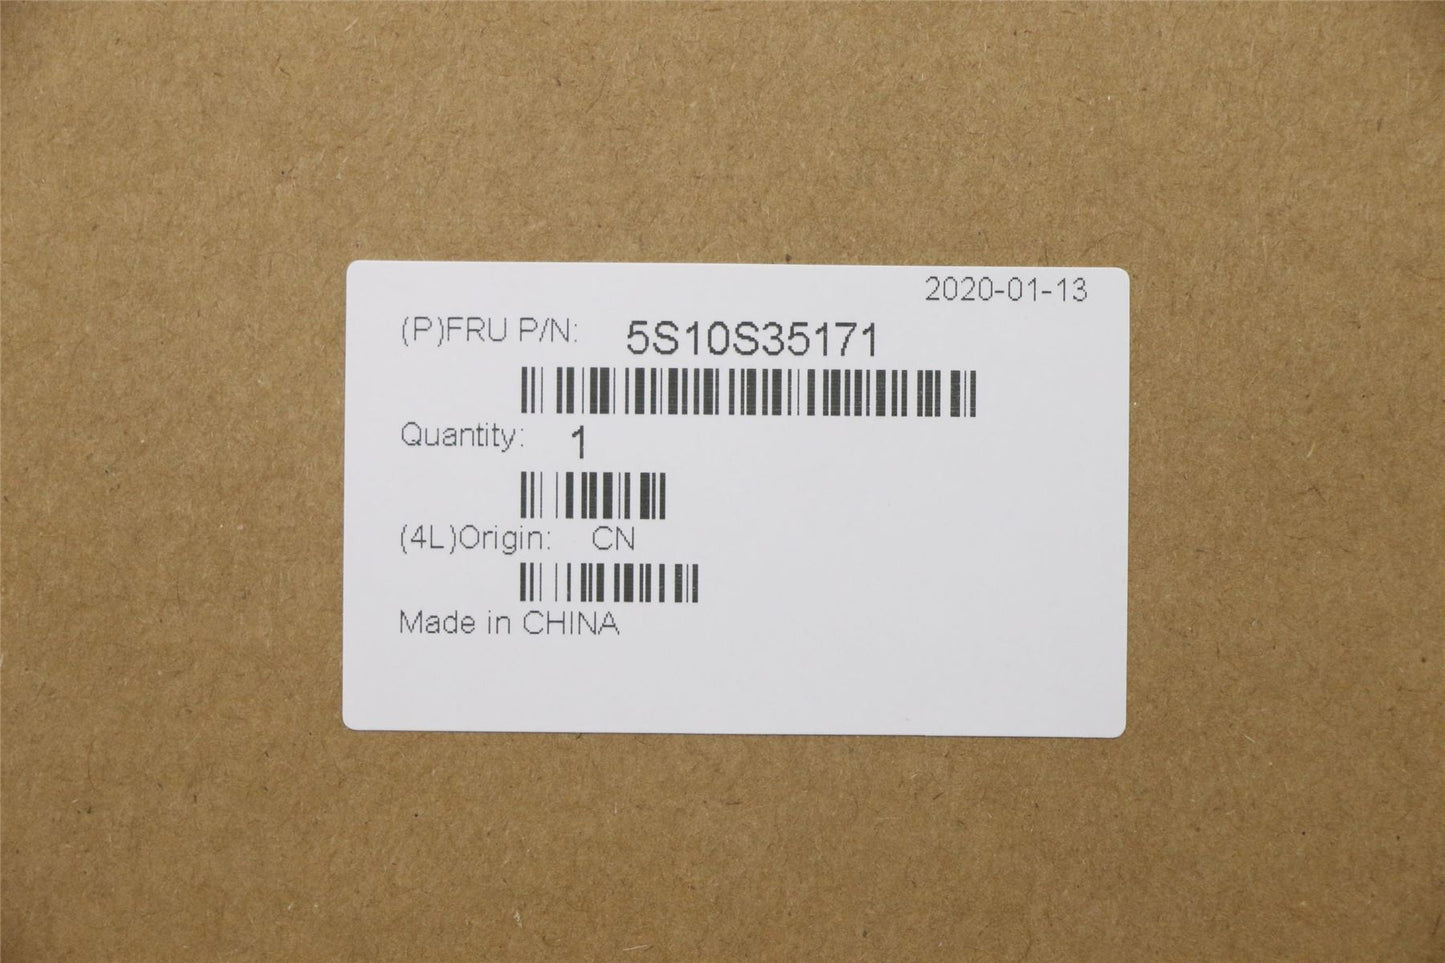 2020-01-13
(P)FRU P/N: 5S10S35171
Quantity: 1
(4L)Origin: CN
Made in CHINA